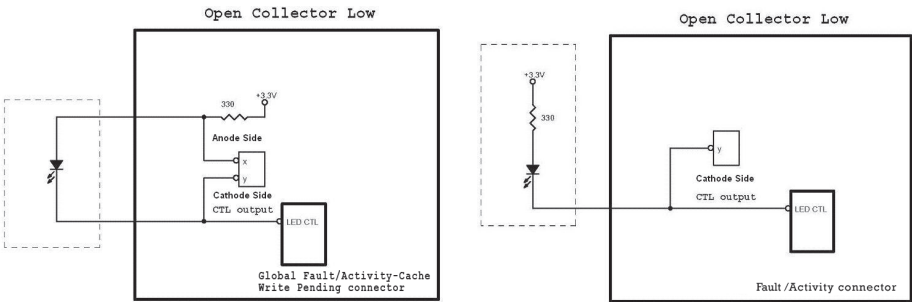 Open Collector Low
+3.3V
330
Anode Side
x
y
Cathode Side
CTL output
LED CTL
Global Fault/Activity-Cache
Write Pending connector
Open Collector Low
+3.3V
330
y
Cathode Side
CTL output
LED CTL
Fault /Activity connector